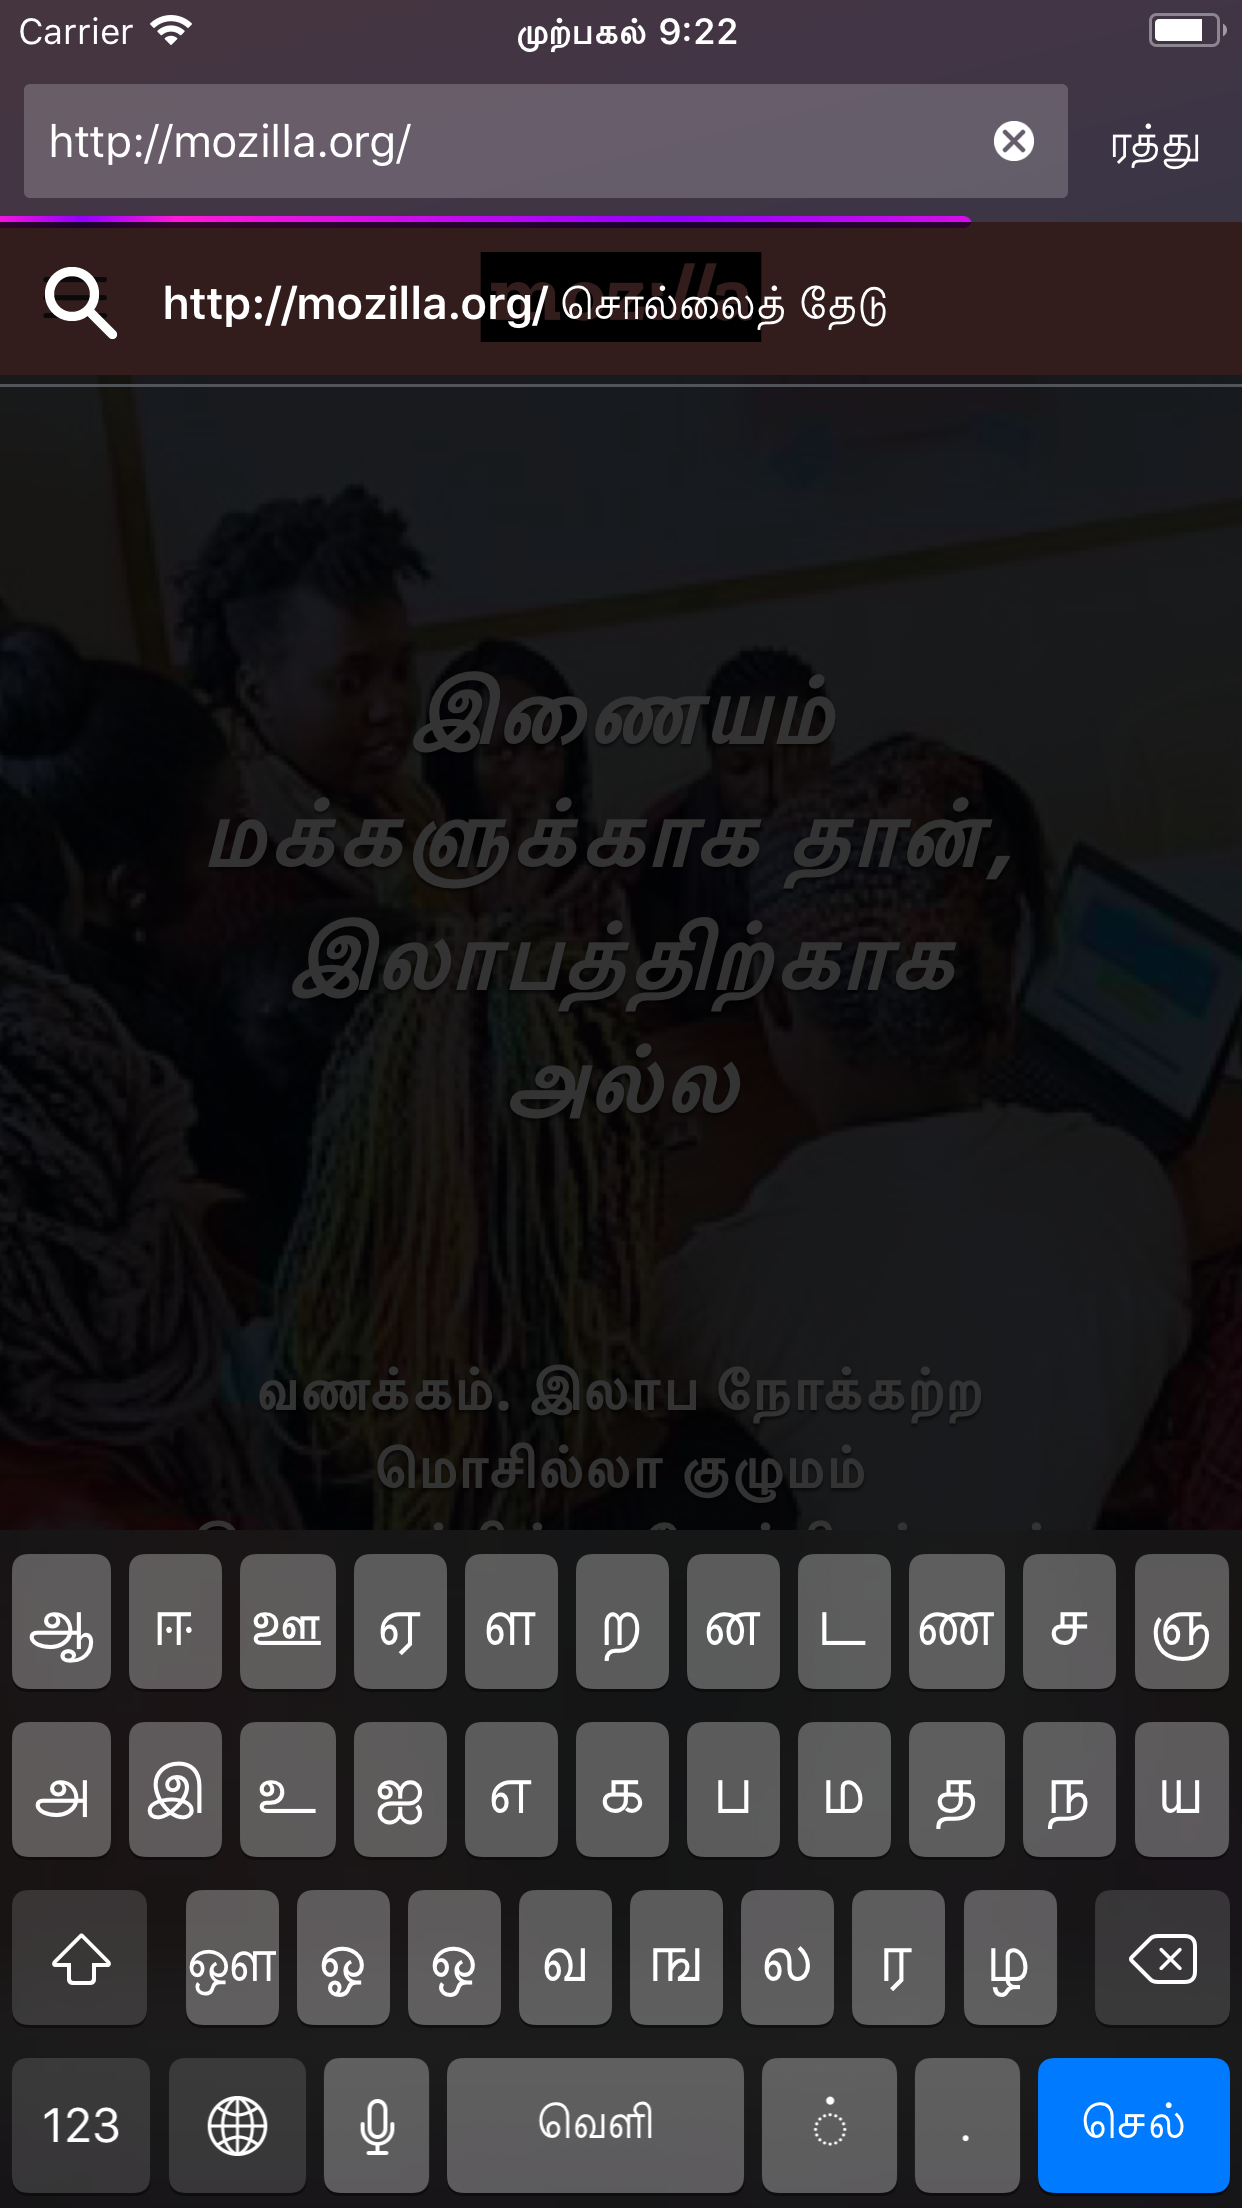 Carrier முற்பகல் 9:22
http://mozilla.org/ ரத்து
http://mozilla.org/ சொல்லைத் தேடு
mozilla
இணையம்
மக்களுக்காக தான்,
இலாபத்திற்காக
அல்ல
வணக்கம். இலாப நோக்கற்ற
மொசில்லா குழுமம்
ஆ ஈ ஊ ஏ ள ற ன ட ண ச ஞ
அ இ உ ஐ எ க ப ம த ந ய
ஔ ஓ ஒ வ ங ல ர ழ
123 வெளி ் . செல்